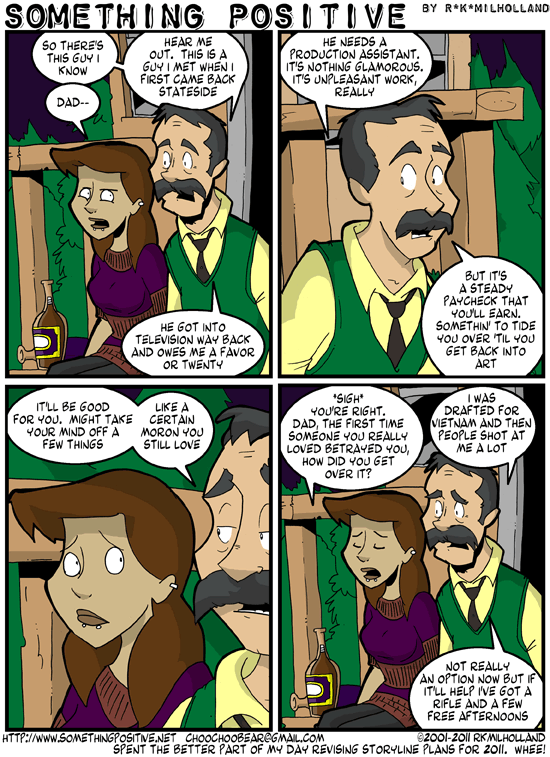 SOMETHING POSITIVE
BY R*K*MILHOLLAND
SO THERE'S
THIS GUY I
KNOW
HEAR ME
OUT. THIS IS A
GUY I MET WHEN I
FIRST CAME BACK
STATESIDE
DAD--
HE GOT INTO
TELEVISION WAY BACK
AND OWES ME A FAVOR
OR TWENTY
HE NEEDS A
PRODUCTION ASSISTANT.
IT'S NOTHING GLAMOROUS.
IT'S UNPLEASANT WORK,
REALLY
BUT IT'S
A STEADY
PAYCHECK THAT
YOU'LL EARN.
SOMETHIN' TO TIDE
YOU OVER 'TIL YOU
GET BACK INTO
ART
IT'LL BE GOOD
FOR YOU. MIGHT TAKE
YOUR MIND OFF A
FEW THINGS
LIKE A
CERTAIN
MORON YOU
STILL LOVE
*SIGH*
YOU'RE RIGHT.
DAD, THE FIRST TIME
SOMEONE YOU REALLY
LOVED BETRAYED YOU,
HOW DID YOU GET
OVER IT?
I WAS
DRAFTED FOR
VIETNAM AND THEN
PEOPLE SHOT AT
ME A LOT
NOT REALLY
AN OPTION NOW BUT IF
IT'LL HELP I'VE GOT A
RIFLE AND A FEW
FREE AFTERNOONS
HTTP://WWW.SOMETHINGPOSITIVE.NET CHOOCHOOBEAR@GMAIL.COM ©2001-2011 RKMILHOLLAND
SPENT THE BETTER PART OF MY DAY REVISING STORYLINE PLANS FOR 2011. WHEE!